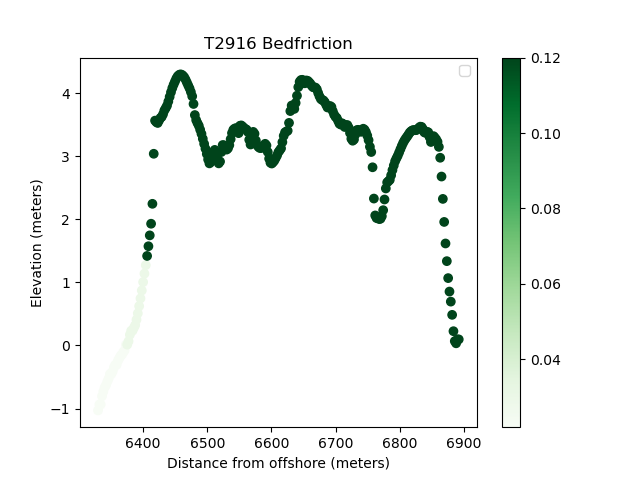 T2916 Bedfriction
Elevation (meters)
4
3
2
1
0
−1
6400 6500 6600 6700 6800 6900
Distance from offshore (meters)
0.12
0.10
0.08
0.06
0.04